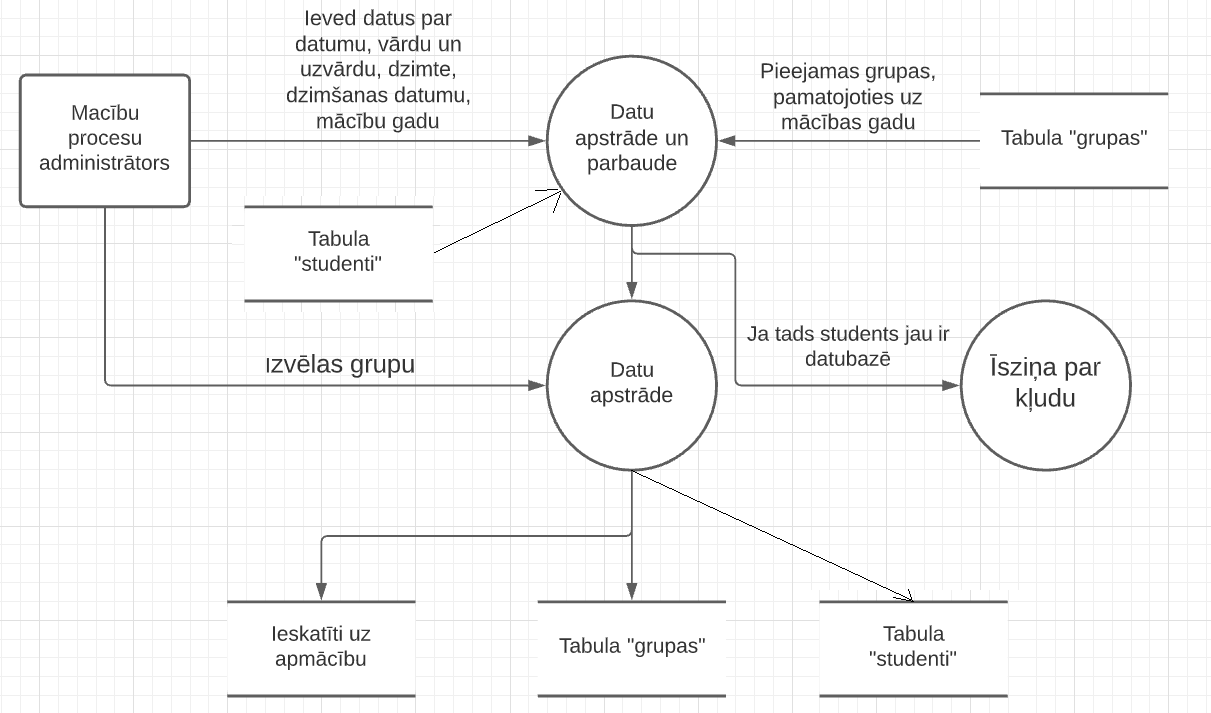 Ieved datus par
datumu, vārdu un
uzvārdu, dzimte,
dzimšanas datumu,
mācību gadu
Macību
procesu
administrātors
Datu
apstrāde un
parbaude
Pieejamas grupas,
pamatojoties uz
mācības gadu
Tabula "grupas"
Tabula
"studenti"
Izvēlas grupu
Datu
apstrāde
Ja tads students jau ir
datubazē
Īsziņa par
kļudu
Ieskatīti uz
apmācību
Tabula "grupas"
Tabula
"studenti"